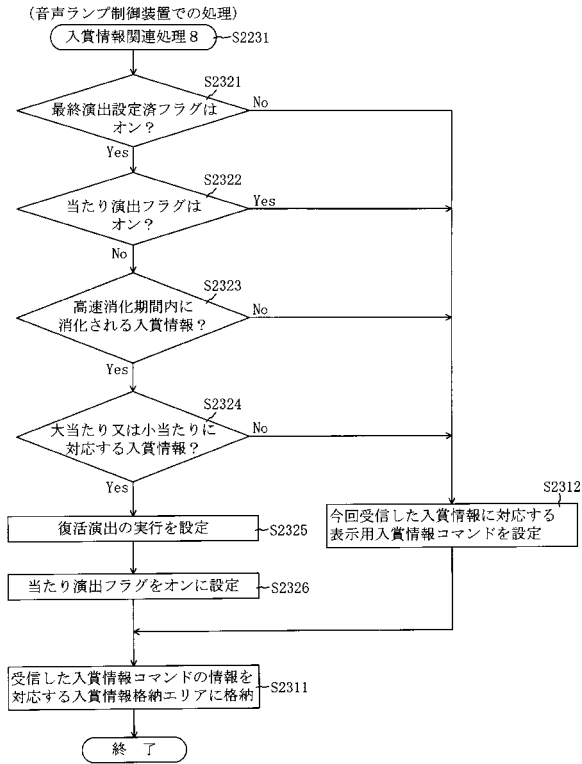 (音声ランプ制御装置での処理)
入賞情報関連処理8
S2231
S2321
最終演出設定済フラグは
オン?
No
Yes
S2322
当たり演出フラグは
オン?
Yes
No
S2323
高速消化期間内に
消化される入賞情報?
No
Yes
S2324
大当たり又は小当たりに
対応する入賞情報?
No
Yes
S2312
今回受信した入賞情報に対応する
表示用入賞情報コマンドを設定
復活演出の実行を設定
S2325
当たり演出フラグをオンに設定
S2326
受信した入賞情報コマンドの情報を
対応する入賞情報格納エリアに格納
S2311
終 了